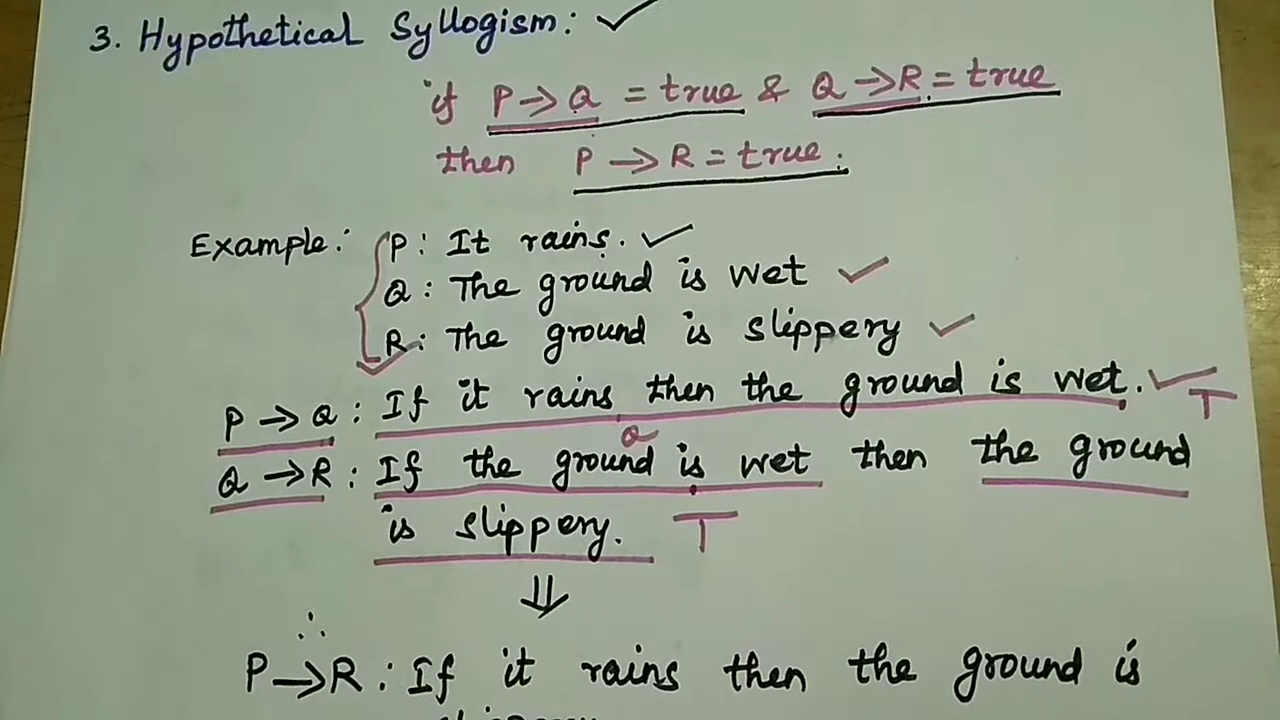 3. Hypothetical Syllogism: ✓
if P → Q = true & Q → R = true
then P → R = true.
Example: P: It rains. ✓
Q: The ground is wet ✓
R: The ground is slippery ✓
P → Q: If it rains then the ground is wet. ✓ T
Q
Q → R: If the ground is wet then the ground
is slippery. T
⇓
∴
P → R: If it rains then the ground is